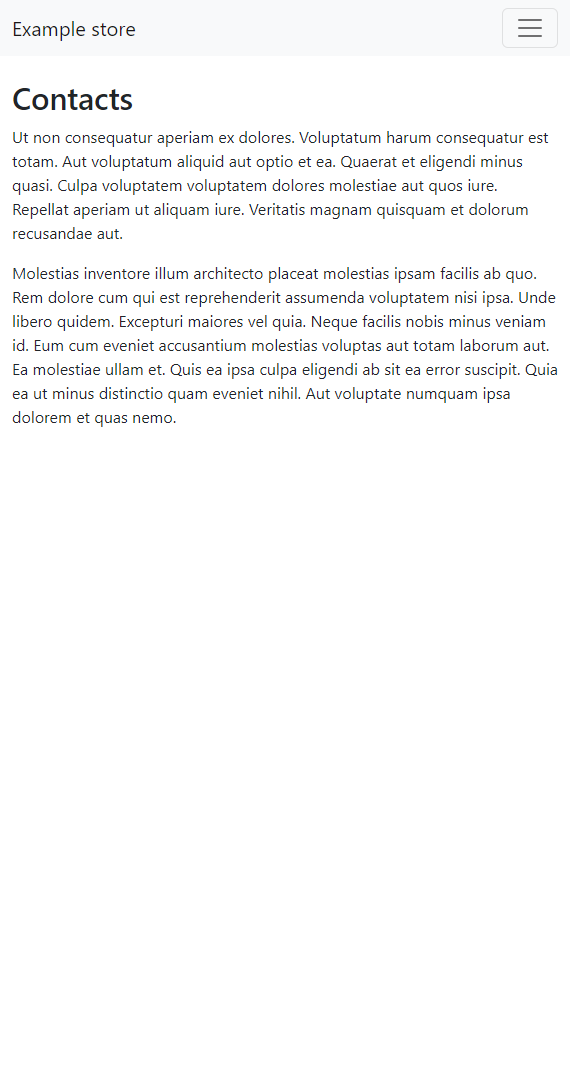 Example store
Contacts
Ut non consequatur aperiam ex dolores. Voluptatum harum consequatur est
totam. Aut voluptatum aliquid aut optio et ea. Quaerat et eligendi minus
quasi. Culpa voluptatem voluptatem dolores molestiae aut quos iure.
Repellat aperiam ut aliquam iure. Veritatis magnam quisquam et dolorum
recusandae aut.
Molestias inventore illum architecto placeat molestias ipsam facilis ab quo.
Rem dolore cum qui est reprehenderit assumenda voluptatem nisi ipsa. Unde
libero quidem. Excepturi maiores vel quia. Neque facilis nobis minus veniam
id. Eum cum eveniet accusantium molestias voluptas aut totam laborum aut.
Ea molestiae ullam et. Quis ea ipsa culpa eligendi ab sit ea error suscipit. Quia
ea ut minus distinctio quam eveniet nihil. Aut voluptate numquam ipsa
dolorem et quas nemo.